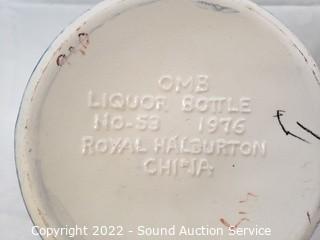 OMB
LIQUOR BOTTLE
NO-53 1976
ROYAL HALBURTON
CHINA
Copyright 2022 - Sound Auction Service